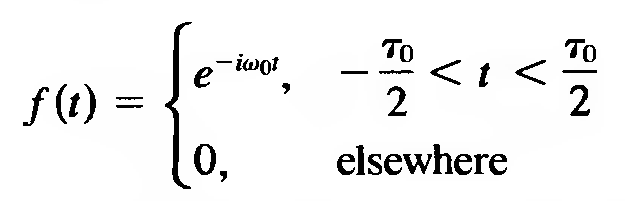 f(t) = { e^{-iω₀t}, -τ₀/2 < t < τ₀/2
0, elsewhere